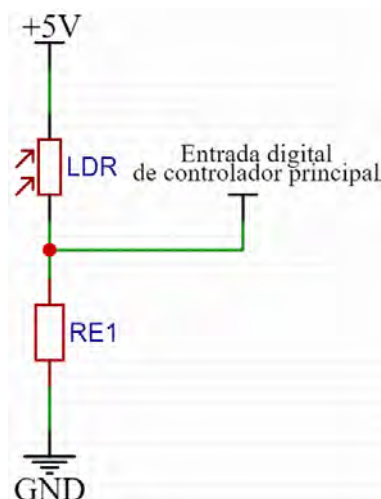 +5V
LDR
Entrada digital
de controlador principal
RE1
GND